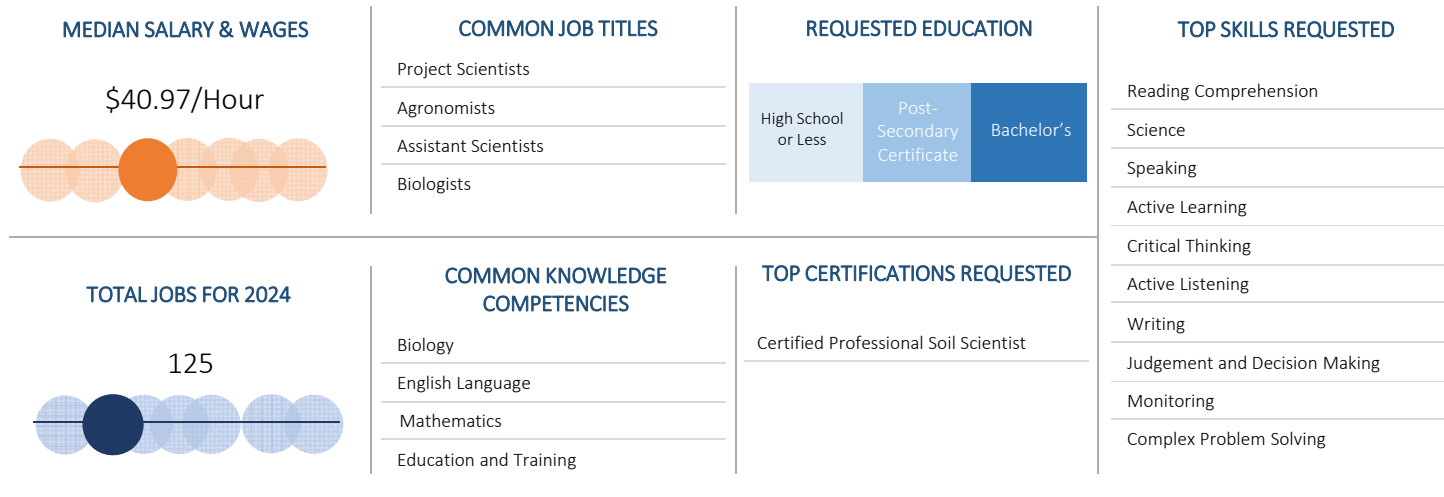 MEDIAN SALARY & WAGES
$40.97/Hour
COMMON JOB TITLES
Project Scientists
Agronomists
Assistant Scientists
Biologists
REQUESTED EDUCATION
High School
or Less
Post-
Secondary
Certificate
Bachelor’s
TOP SKILLS REQUESTED
Reading Comprehension
Science
Speaking
Active Learning
Critical Thinking
Active Listening
Writing
Judgement and Decision Making
Monitoring
Complex Problem Solving
TOTAL JOBS FOR 2024
125
COMMON KNOWLEDGE
COMPETENCIES
Biology
English Language
Mathematics
Education and Training
TOP CERTIFICATIONS REQUESTED
Certified Professional Soil Scientist